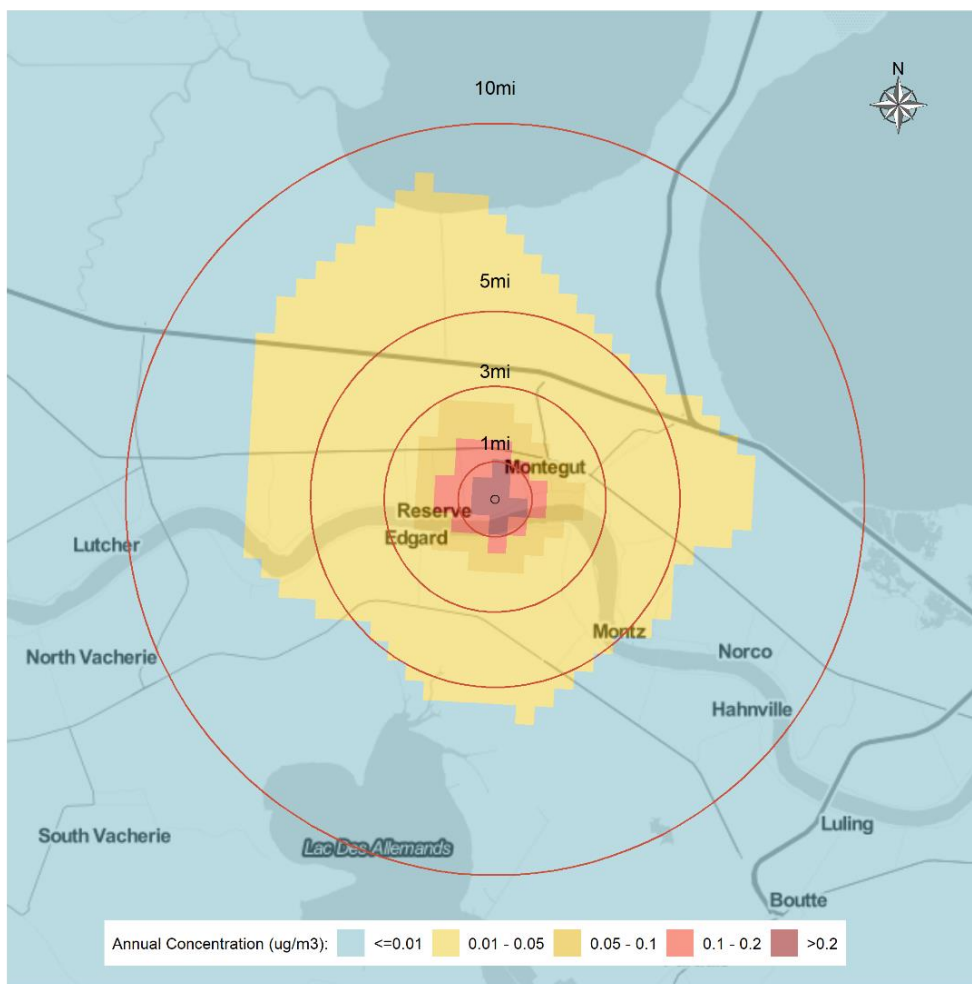 N
10mi
5mi
3mi
1mi
Montegut
Reserve
Edgard
Lutcher
Montz
North Vacherie
Norco
Hahnville
South Vacherie
Lac Des Allemands
Luling
Boutte
Annual Concentration (ug/m3): <=0.01 0.01 - 0.05 0.05 - 0.1 0.1 - 0.2 >0.2